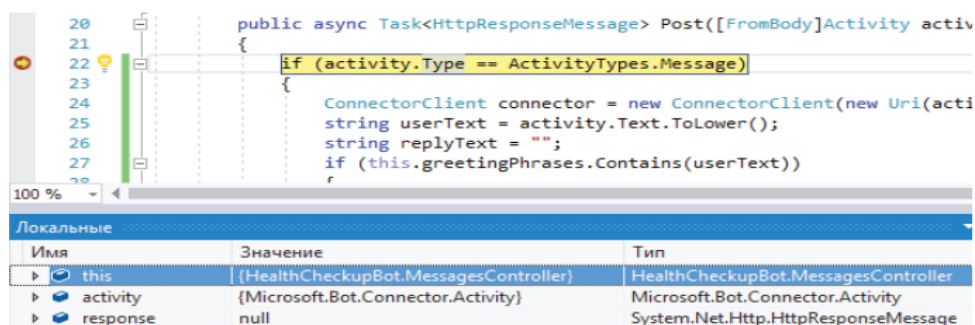 20 public async Task<HttpResponseMessage> Post([FromBody]Activity activ
21 {
22 if (activity.Type == ActivityTypes.Message)
23 {
24 ConnectorClient connector = new ConnectorClient(new Uri(acti
25 string userText = activity.Text.ToLower();
26 string replyText = "";
27 if (this.greetingPhrases.Contains(userText))
28 {
100 %
Локальные
Имя Значение Тип
this {HealthCheckupBot.MessagesController} HealthCheckupBot.MessagesController
activity {Microsoft.Bot.Connector.Activity} Microsoft.Bot.Connector.Activity
response null System.Net.Http.HttpResponseMessage